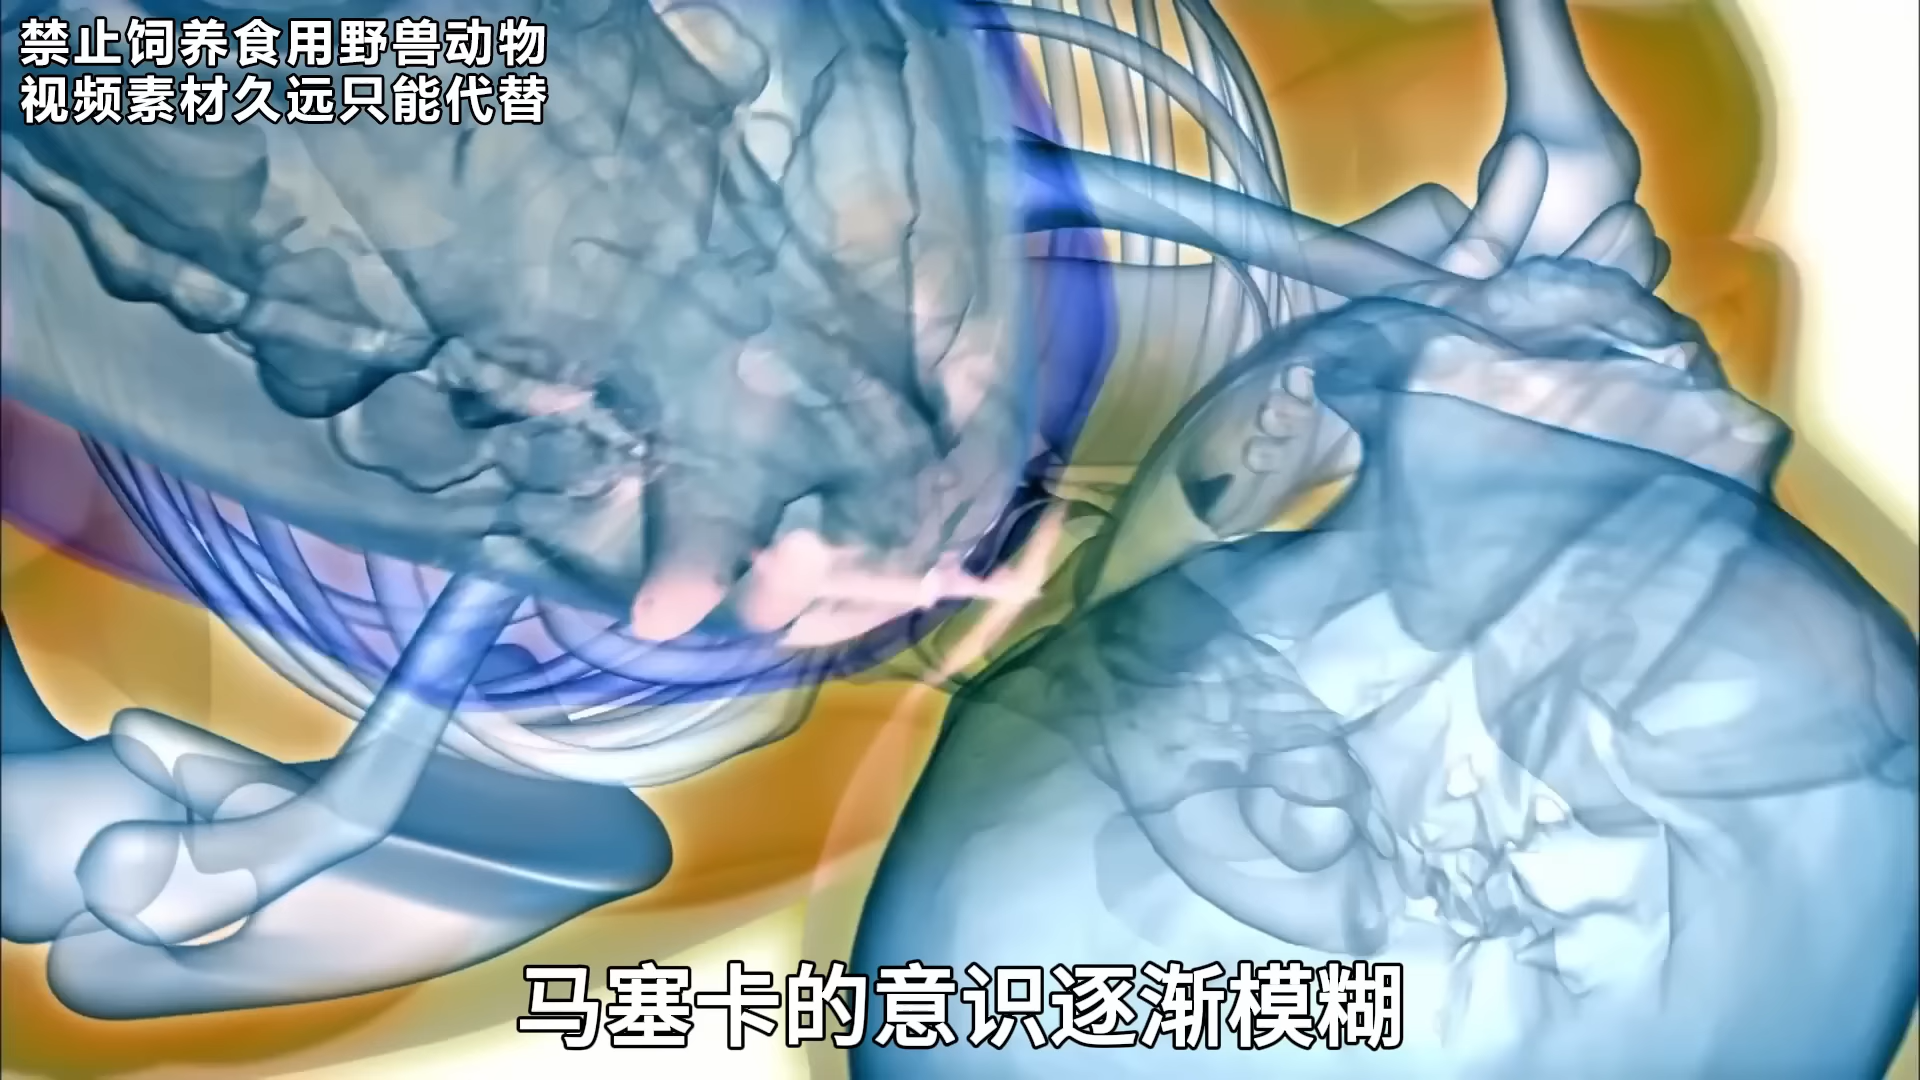 禁止饲养食用野兽动物
视频素材久远只能代替
马塞卡的意识逐渐模糊